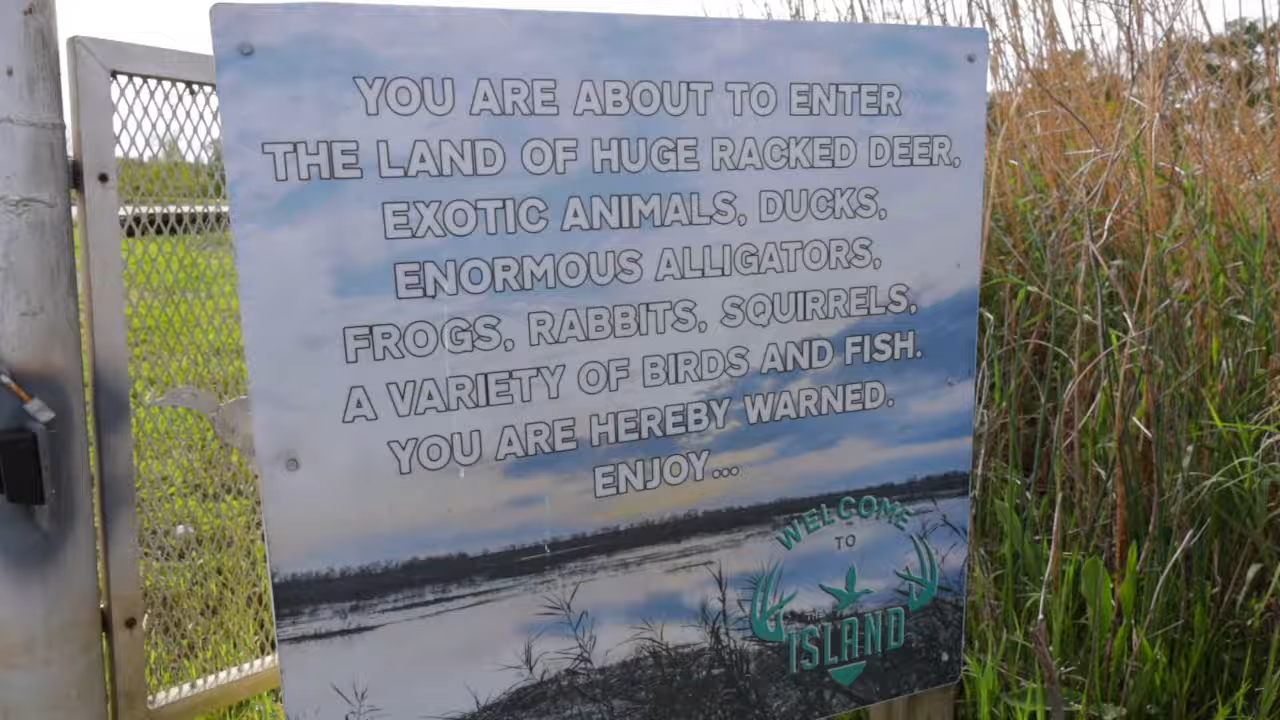 YOU ARE ABOUT TO ENTER
THE LAND OF HUGE RACKED DEER,
EXOTIC ANIMALS, DUCKS,
ENORMOUS ALLIGATORS,
FROGS, RABBITS, SQUIRRELS,
A VARIETY OF BIRDS AND FISH.
YOU ARE HEREBY WARNED.
ENJOY...
WELCOME
TO
THE
ISLAND